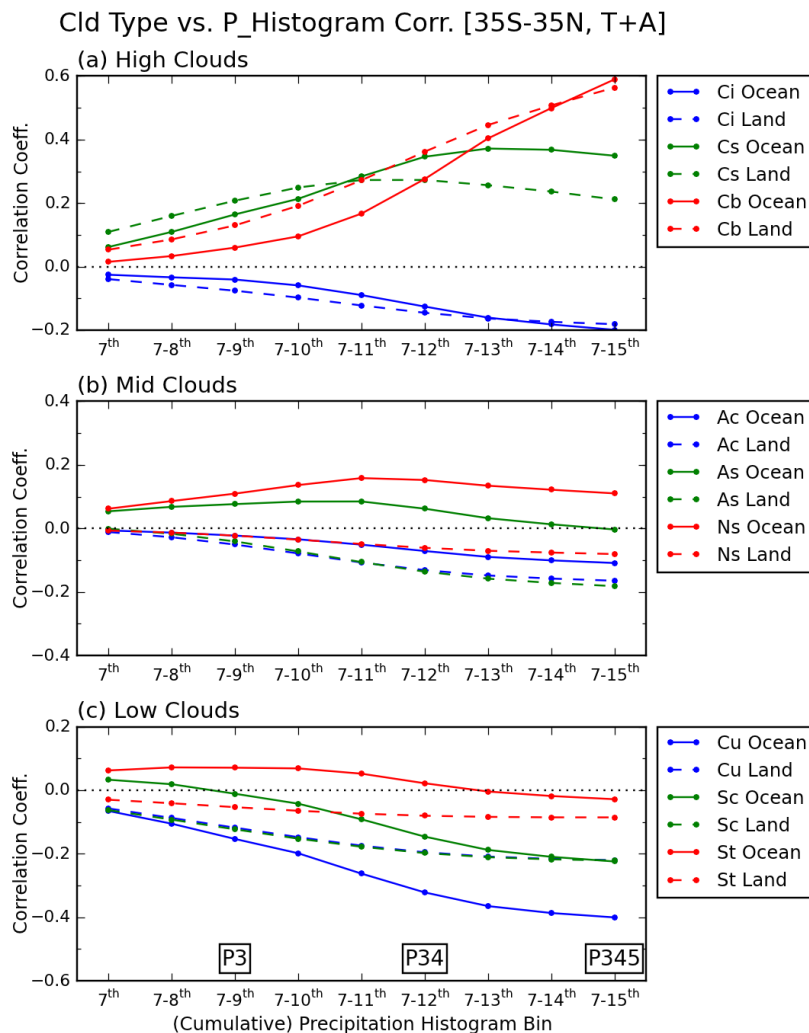 Cld Type vs. P_Histogram Corr. [35S-35N, T+A]
(a) High Clouds
Correlation Coeff.
0.6
0.4
0.2
0.0
−0.2
7th 7-8th 7-9th 7-10th 7-11th 7-12th 7-13th 7-14th 7-15th
Ci Ocean
Ci Land
Cs Ocean
Cs Land
Cb Ocean
Cb Land
(b) Mid Clouds
Correlation Coeff.
0.4
0.2
0.0
−0.2
−0.4
7th 7-8th 7-9th 7-10th 7-11th 7-12th 7-13th 7-14th 7-15th
Ac Ocean
Ac Land
As Ocean
As Land
Ns Ocean
Ns Land
(c) Low Clouds
Correlation Coeff.
0.2
0.0
−0.2
−0.4
−0.6
P3 P34 P345
7th 7-8th 7-9th 7-10th 7-11th 7-12th 7-13th 7-14th 7-15th
(Cumulative) Precipitation Histogram Bin
Cu Ocean
Cu Land
Sc Ocean
Sc Land
St Ocean
St Land